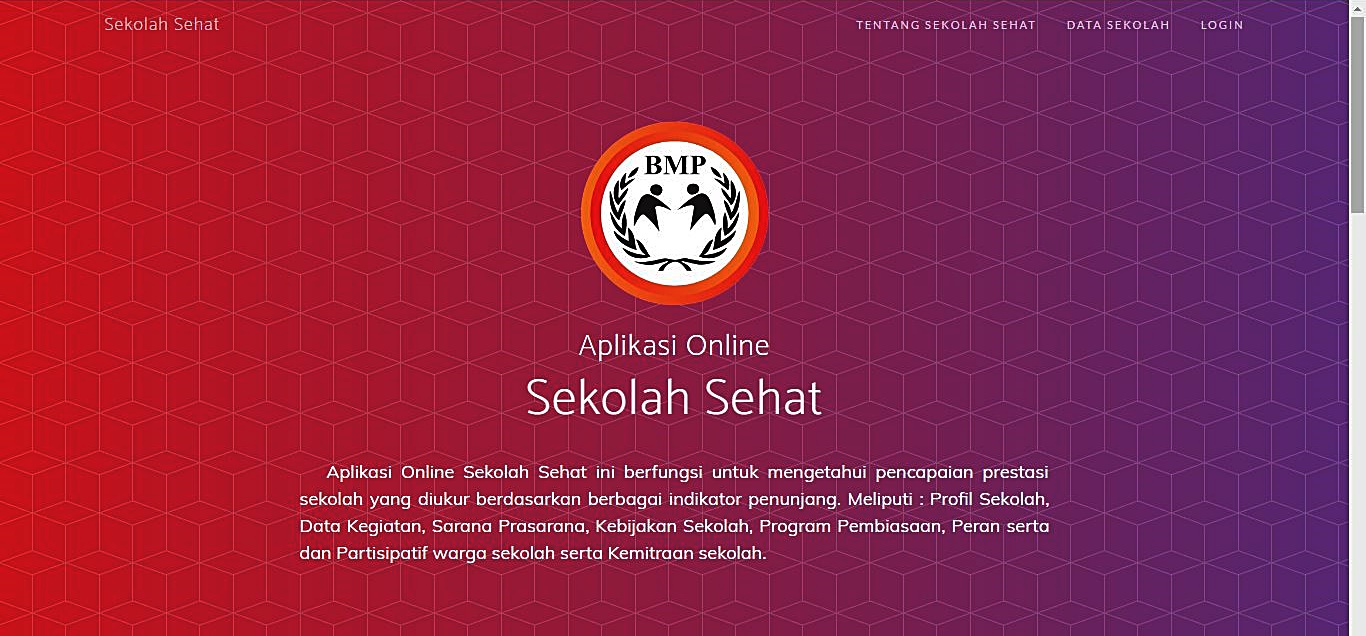 Sekolah Sehat
TENTANG SEKOLAH SEHAT
DATA SEKOLAH
LOGIN
BMP
Aplikasi Online
Sekolah Sehat
Aplikasi Online Sekolah Sehat ini berfungsi untuk mengetahui pencapaian prestasi
sekolah yang diukur berdasarkan berbagai indikator penunjang. Meliputi : Profil Sekolah,
Data Kegiatan, Sarana Prasarana, Kebijakan Sekolah, Program Pembiasaan, Peran serta
dan Partisipatif warga sekolah serta Kemitraan sekolah.